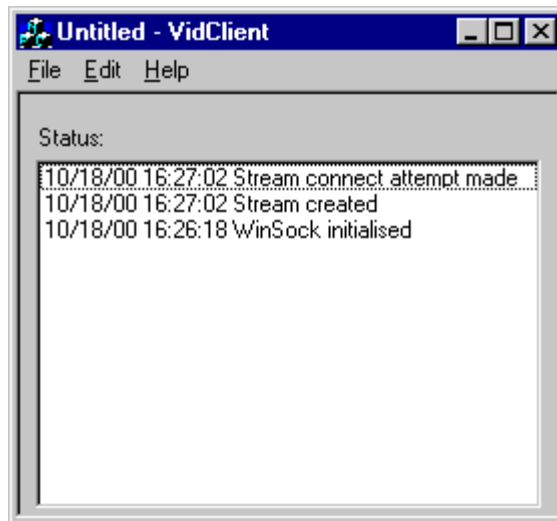 Untitled - VidClient
File Edit Help
Status:
10/18/00 16:27:02 Stream connect attempt made
10/18/00 16:27:02 Stream created
10/18/00 16:26:18 WinSock initialised